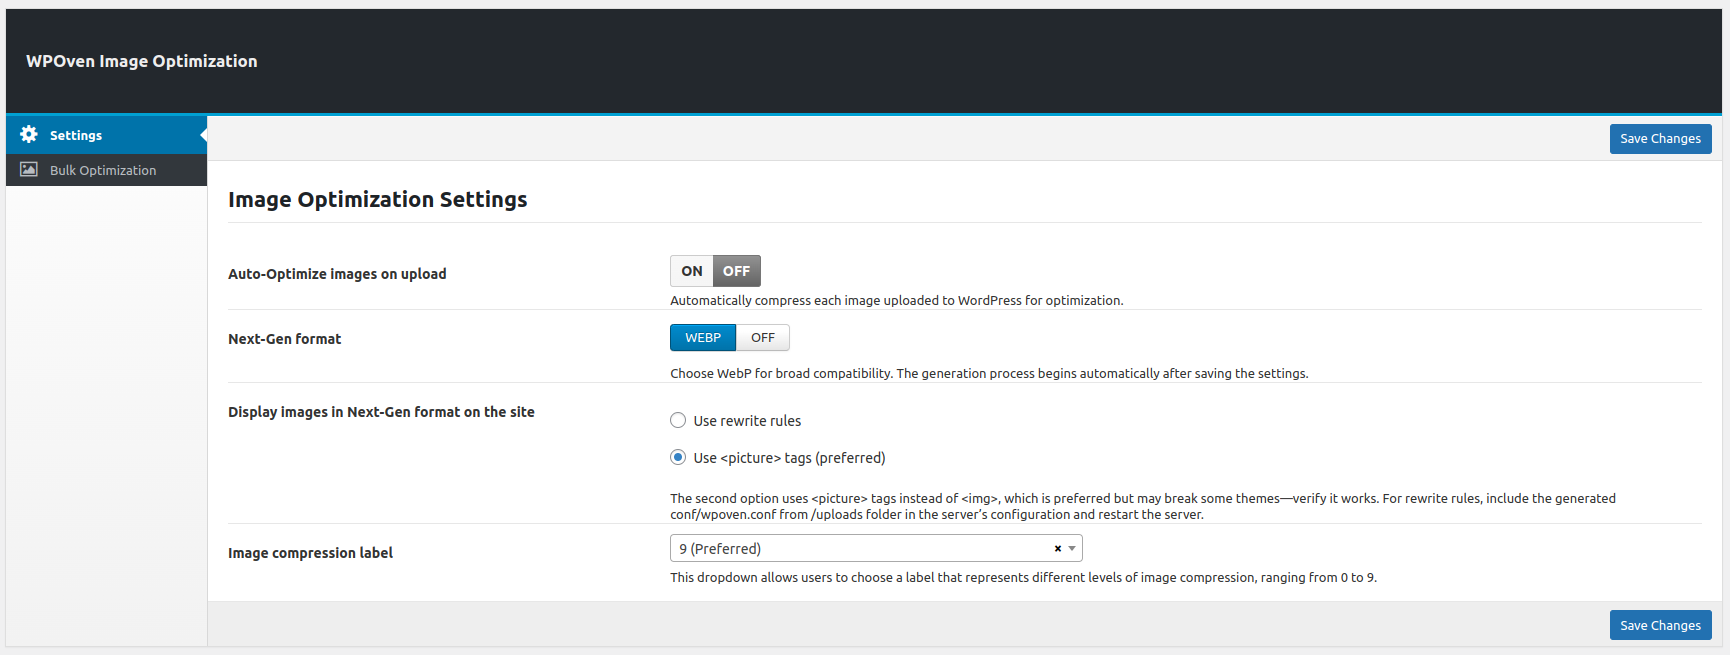 WPOven Image Optimization
Settings
Save Changes
Bulk Optimization
Image Optimization Settings
Auto-Optimize images on upload
ON OFF
Automatically compress each image uploaded to WordPress for optimization.
Next-Gen format
WEBP OFF
Choose WebP for broad compatibility. The generation process begins automatically after saving the settings.
Display images in Next-Gen format on the site
Use rewrite rules
Use <picture> tags (preferred)
The second option uses <picture> tags instead of <img>, which is preferred but may break some themes—verify it works. For rewrite rules, include the generated
conf/wpoven.conf from /uploads folder in the server’s configuration and restart the server.
Image compression label
9 (Preferred)
This dropdown allows users to choose a label that represents different levels of image compression, ranging from 0 to 9.
Save Changes